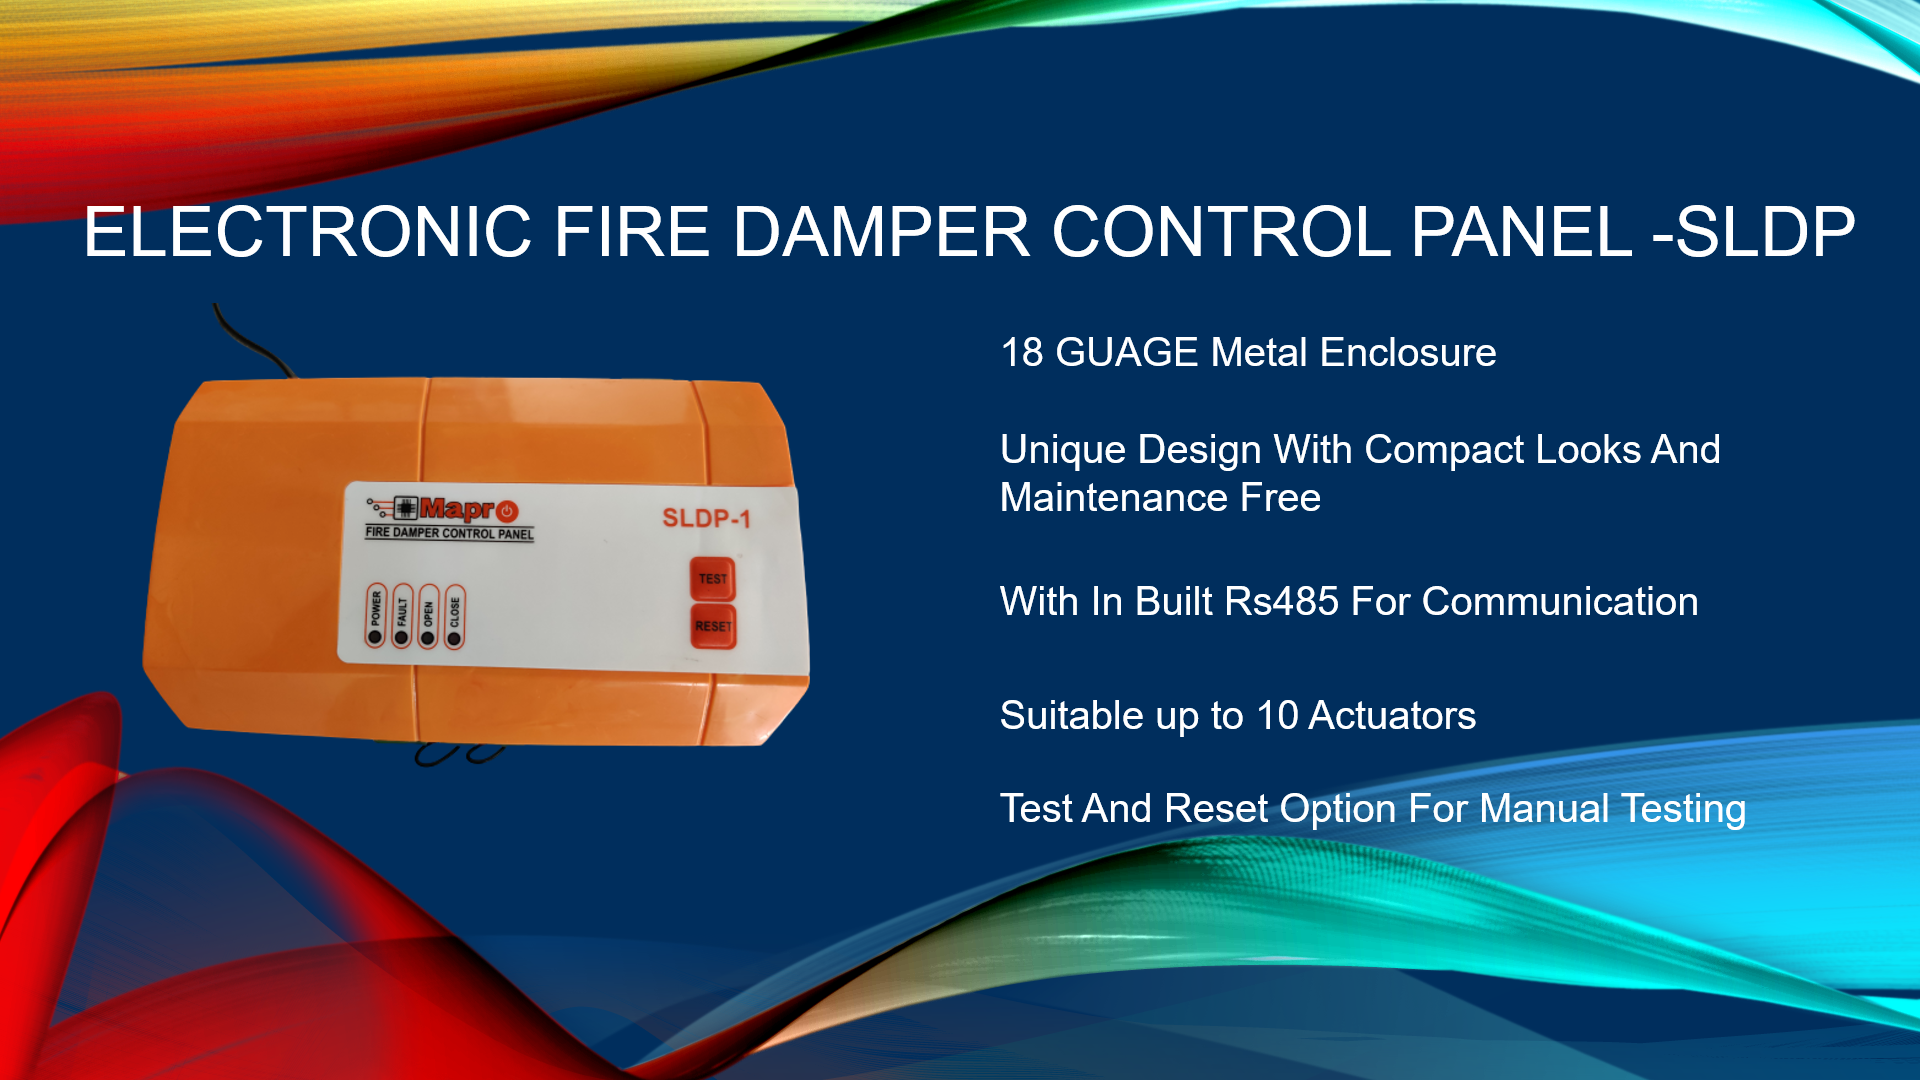 ELECTRONIC FIRE DAMPER CONTROL PANEL -SLDP
Mapro
FIRE DAMPER CONTROL PANEL
SLDP-1
TEST
RESET
POWER
FAULT
OPEN
CLOSE
18 GUAGE Metal Enclosure
Unique Design With Compact Looks And
Maintenance Free
With In Built Rs485 For Communication
Suitable up to 10 Actuators
Test And Reset Option For Manual Testing